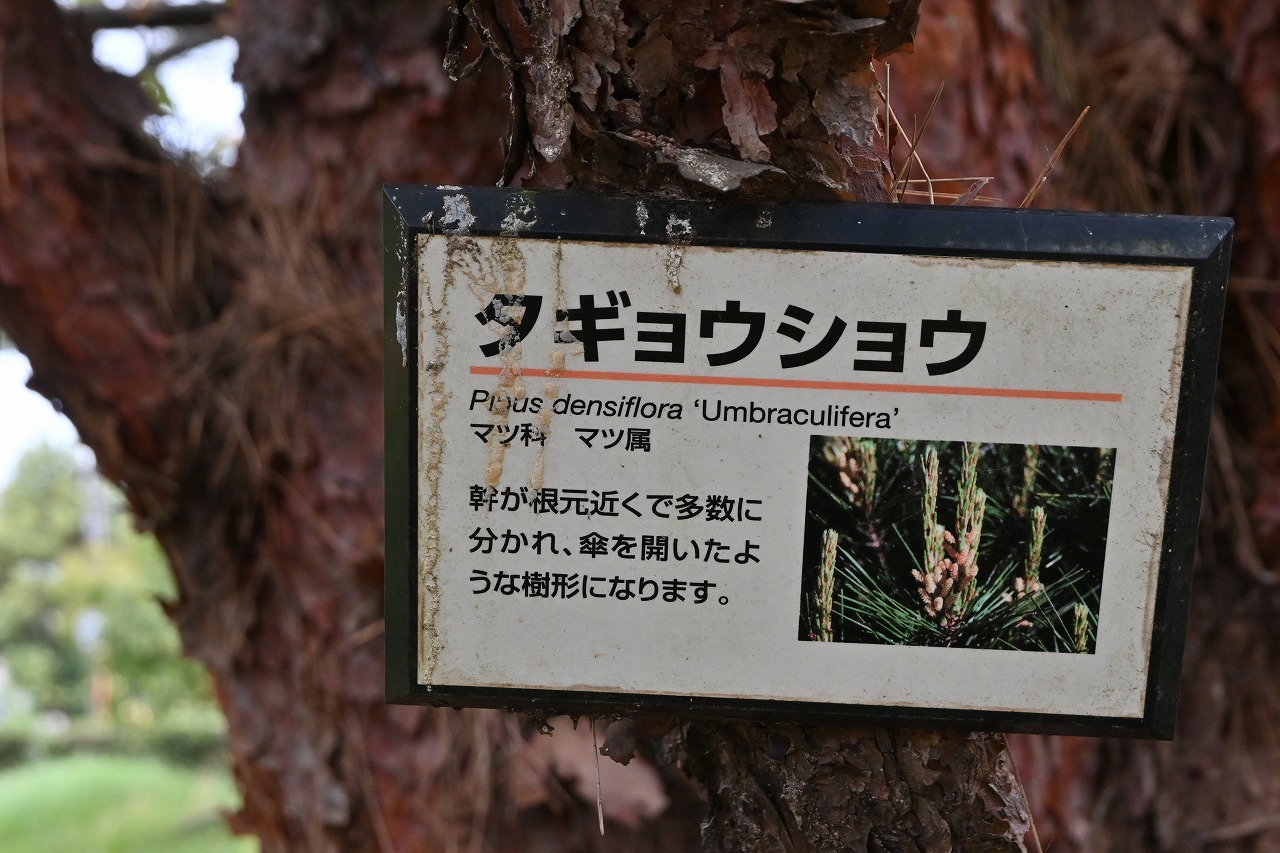 タギョウショウ
Pinus densiflora ‘Umbraculifera’
マツ科　マツ属
幹が根元近くで多数に
分かれ、傘を開いたよ
うな樹形になります。